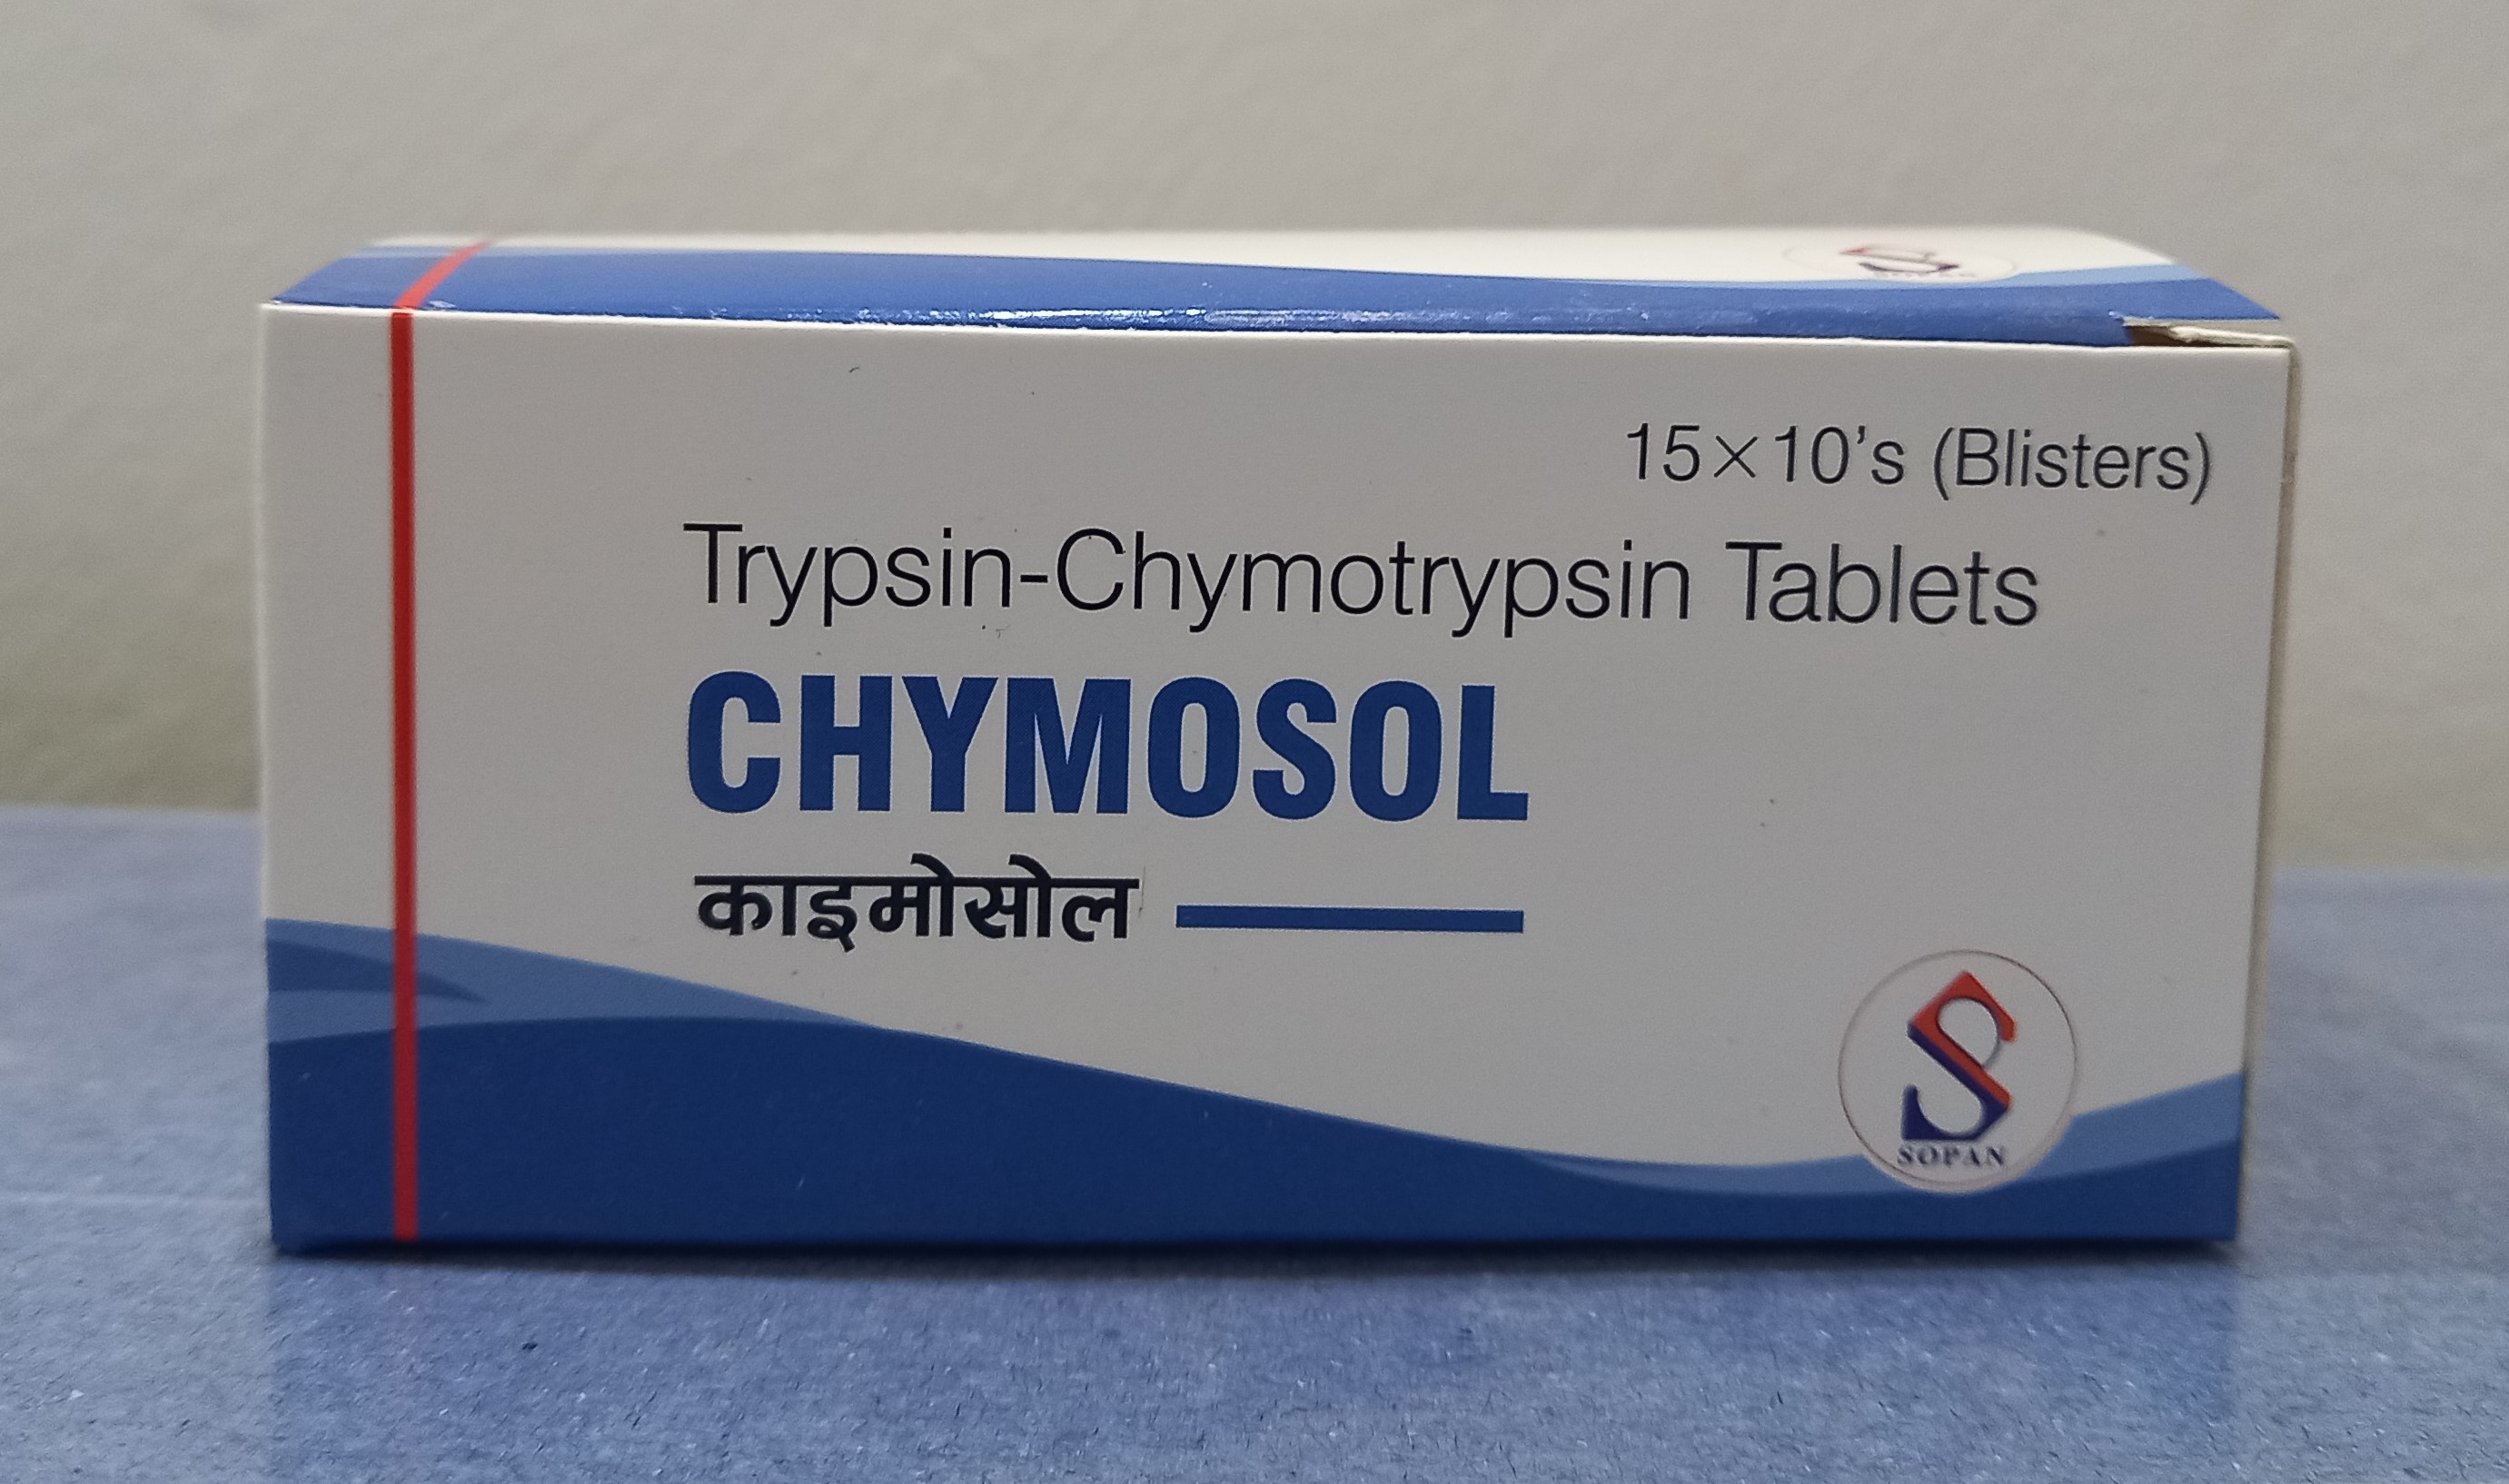 15×10's (Blisters)
Trypsin-Chymotrypsin Tablets
CHYMOSOL
काइमोसोल
SOPAN